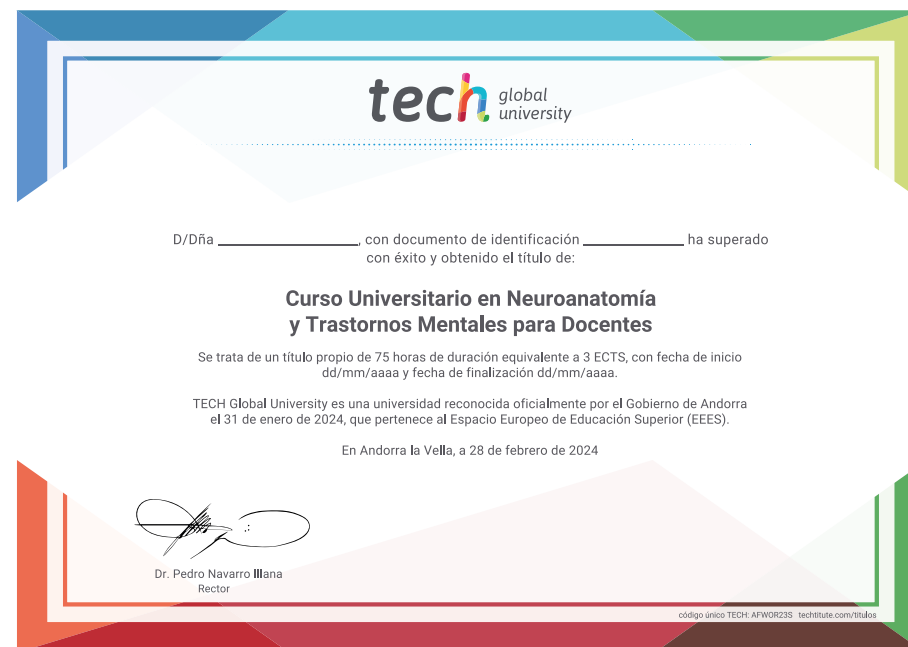 tech global university
D/Dña ____________, con documento de identificación ____________ ha superado
con éxito y obtenido el título de:
Curso Universitario en Neuroanatomía
y Trastornos Mentales para Docentes
Se trata de un título propio de 75 horas de duración equivalente a 3 ECTS, con fecha de inicio
dd/mm/aaaa y fecha de finalización dd/mm/aaaa.
TECH Global University es una universidad reconocida oficialmente por el Gobierno de Andorra
el 31 de enero de 2024, que pertenece al Espacio Europeo de Educación Superior (EEES).
En Andorra la Vella, a 28 de febrero de 2024
Dr. Pedro Navarro Illana
Rector
código único TECH: AFWOR23S techtitute.com/titulos